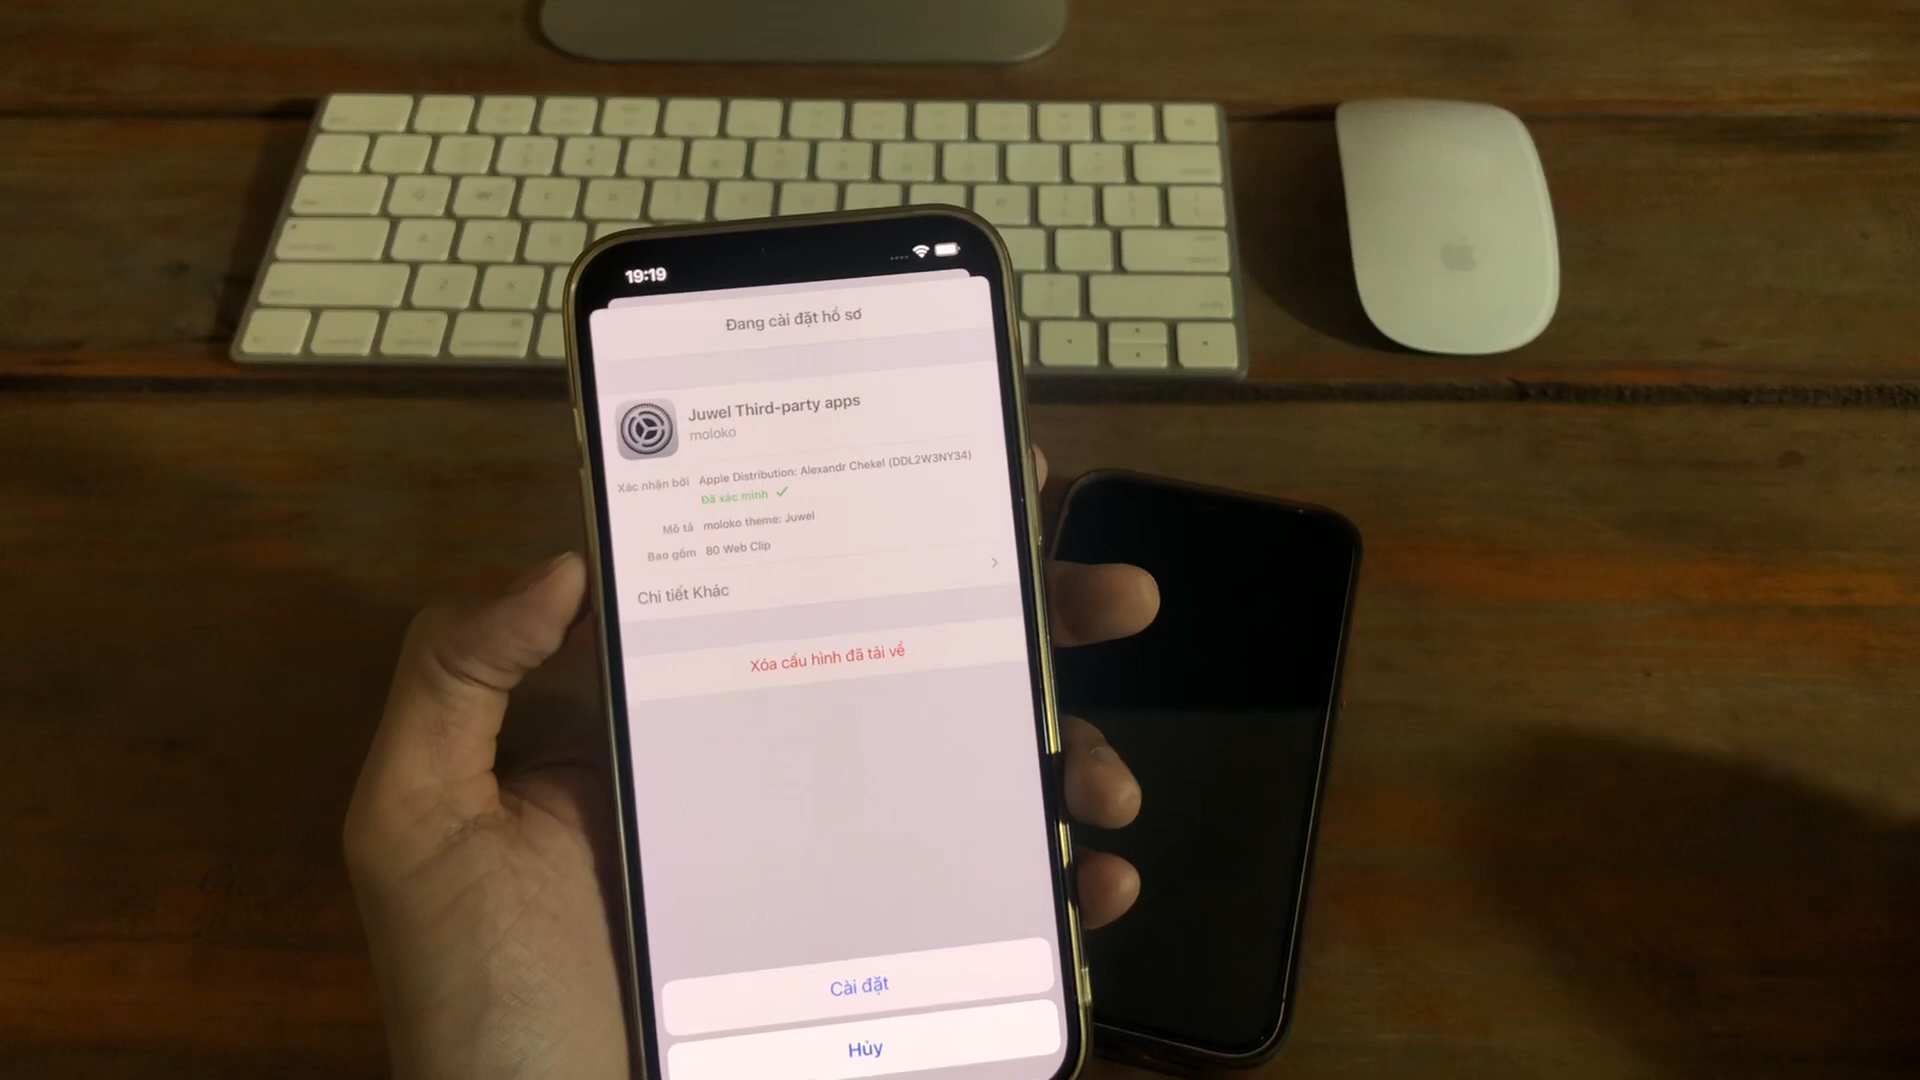 19:19
Đang cài đặt hồ sơ
Juwel Third-party apps
moloko
Xác nhận bởi Apple Distribution: Alexandr Chekel (DDL2W3NY34)
Đã xác minh
Mô tả moloko theme: Juwel
Bao gồm 80 Web Clip
Chi tiết Khác
Xóa cấu hình đã tải về
Cài đặt
Hủy